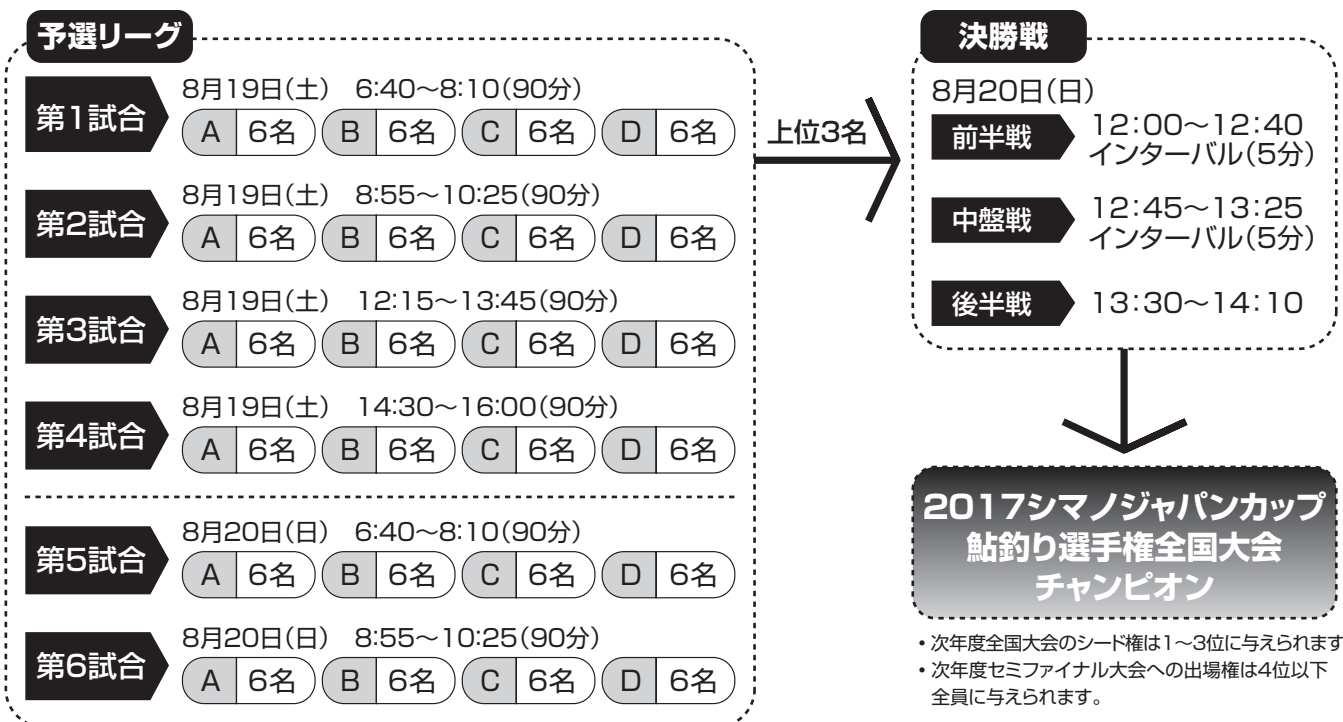 予選リーグ
第1試合
8月19日(土) 6:40〜8:10(90分)
A 6名 B 6名 C 6名 D 6名
第2試合
8月19日(土) 8:55〜10:25(90分)
A 6名 B 6名 C 6名 D 6名
第3試合
8月19日(土) 12:15〜13:45(90分)
A 6名 B 6名 C 6名 D 6名
第4試合
8月19日(土) 14:30〜16:00(90分)
A 6名 B 6名 C 6名 D 6名
第5試合
8月20日(日) 6:40〜8:10(90分)
A 6名 B 6名 C 6名 D 6名
第6試合
8月20日(日) 8:55〜10:25(90分)
A 6名 B 6名 C 6名 D 6名
上位3名
決勝戦
8月20日(日)
前半戦
12:00〜12:40
インターバル(5分)
中盤戦
12:45〜13:25
インターバル(5分)
後半戦
13:30〜14:10
2017シマノジャパンカップ
鮎釣り選手権全国大会
チャンピオン
・次年度全国大会のシード権は1〜3位に与えられます
・次年度セミファイナル大会への出場権は4位以下
全員に与えられます。